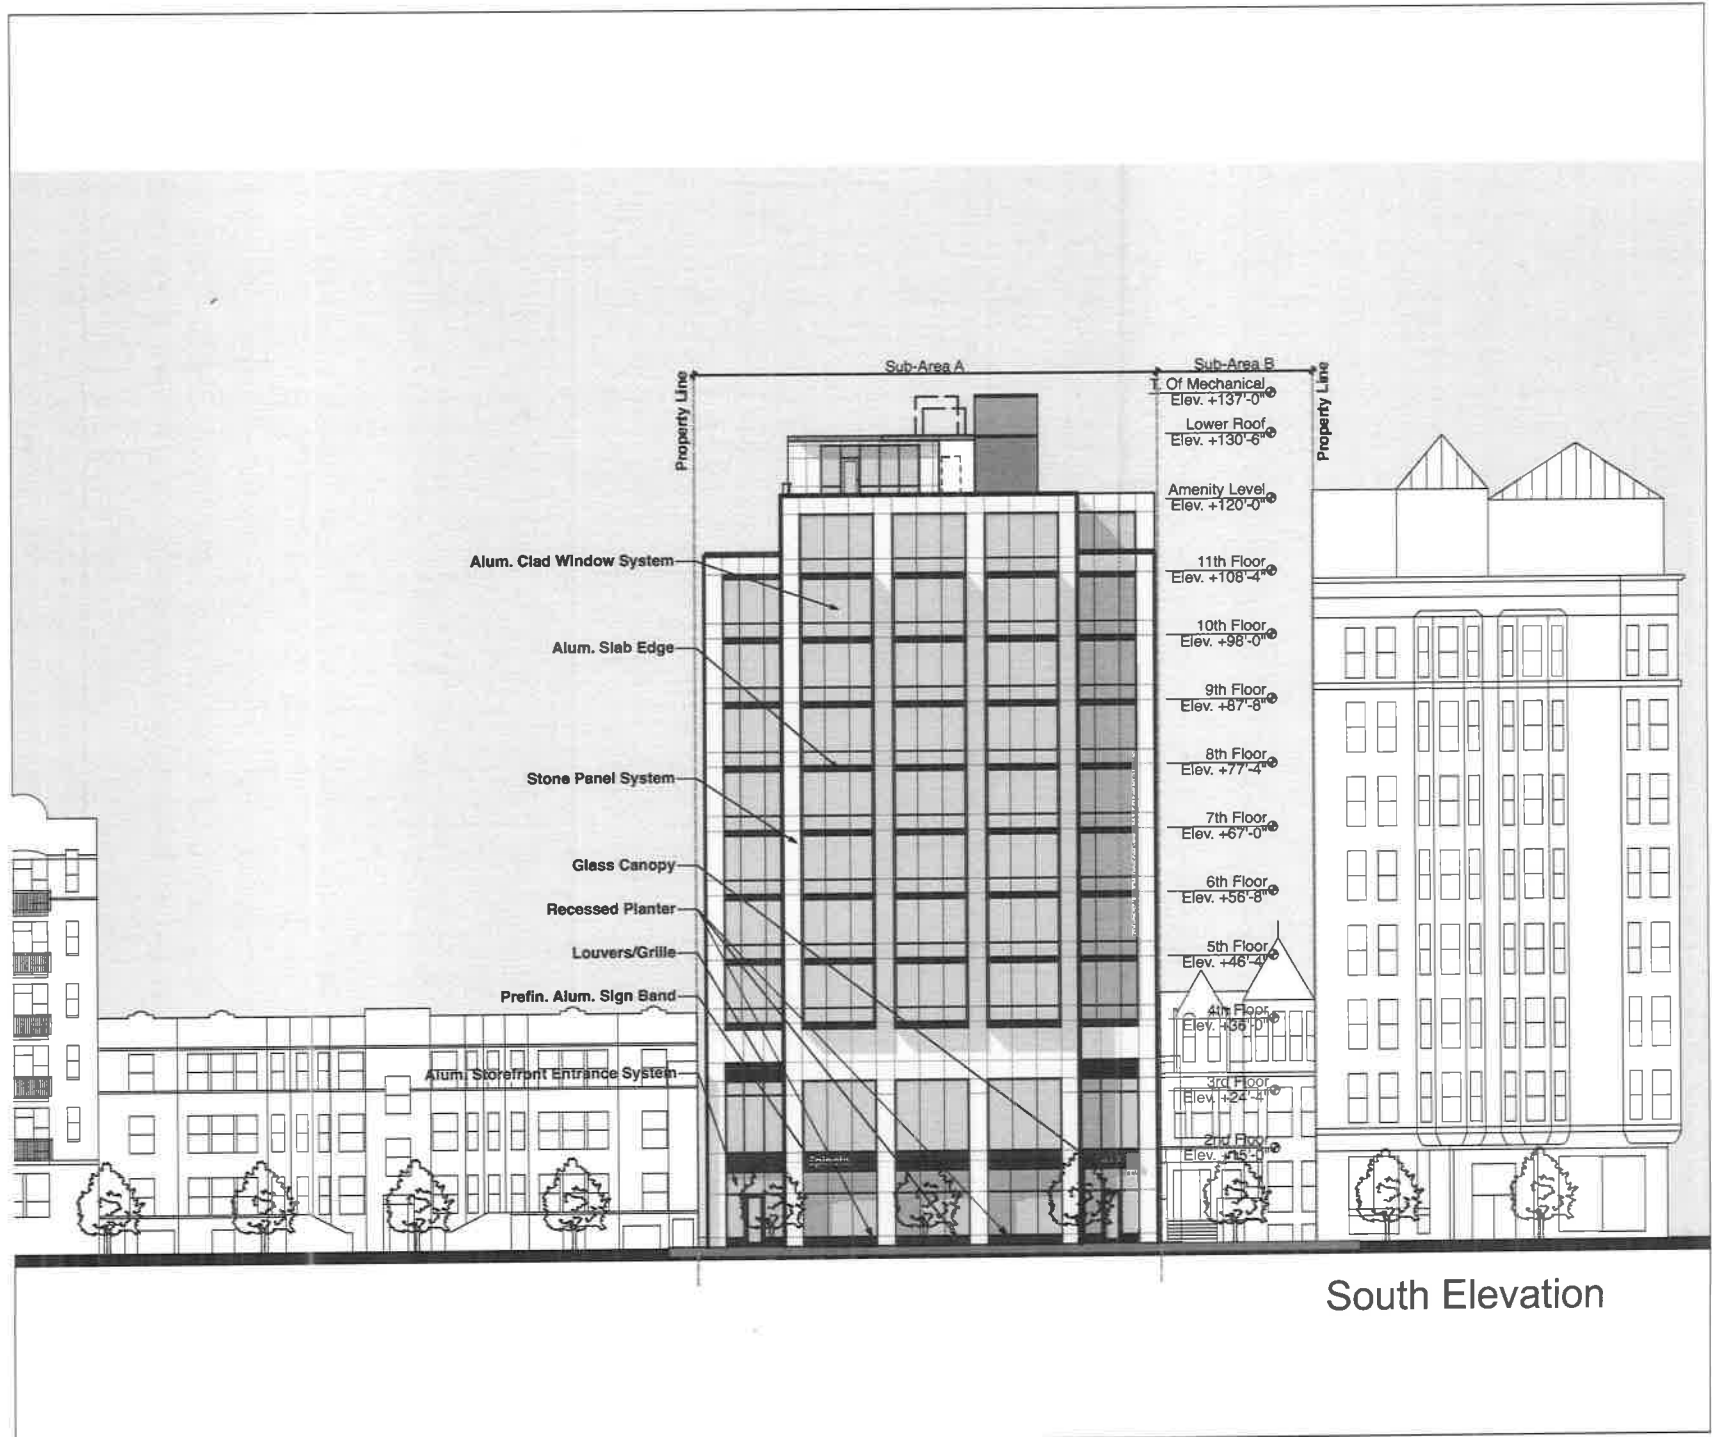 Sub-Area A
Sub-Area B
Property Line
Property Line
T. Of Mechanical
Elev. +137'-0"
Lower Roof
Elev. +130'-6"
Amenity Level
Elev. +120'-0"
11th Floor
Elev. +108'-4"
10th Floor
Elev. +98'-0"
9th Floor
Elev. +87'-8"
8th Floor
Elev. +77'-4"
7th Floor
Elev. +67'-0"
6th Floor
Elev. +56'-8"
5th Floor
Elev. +46'-4"
4th Floor
Elev. +36'-0"
3rd Floor
Elev. +24'-4"
2nd Floor
Elev. +15'-0"
Alum. Clad Window System
Alum. Slab Edge
Stone Panel System
Glass Canopy
Recessed Planter
Louvers/Grille
Prefin. Alum. Sign Band
Alum. Storefront Entrance System
South Elevation